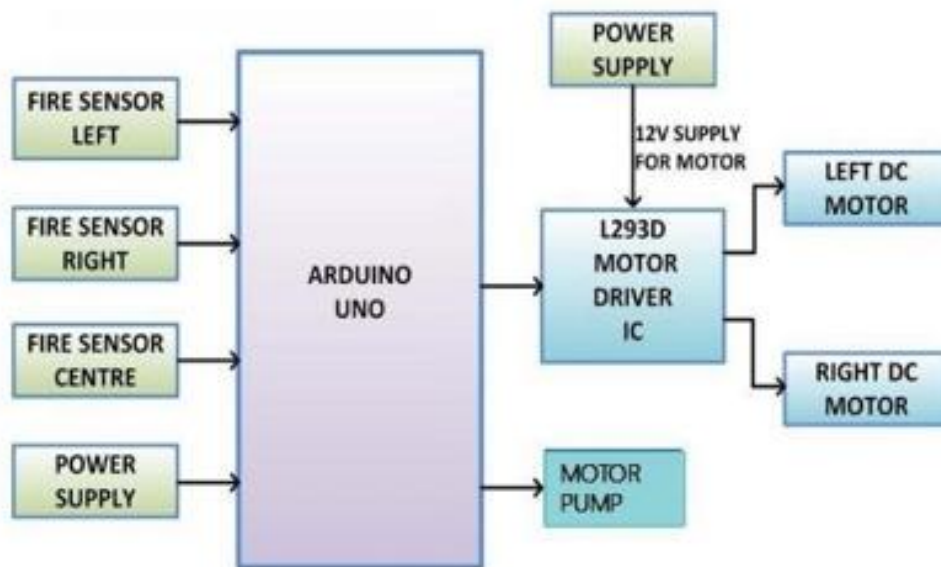 FIRE SENSOR
LEFT
FIRE SENSOR
RIGHT
FIRE SENSOR
CENTRE
POWER
SUPPLY
ARDUINO
UNO
POWER
SUPPLY
12V SUPPLY
FOR MOTOR
L293D
MOTOR
DRIVER
IC
LEFT DC
MOTOR
RIGHT DC
MOTOR
MOTOR
PUMP